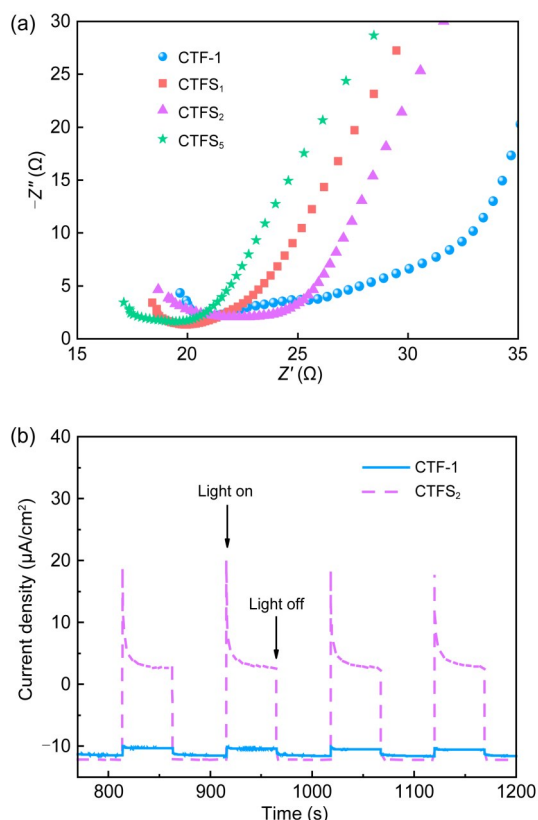 (a)
30
25
20
15
10
5
0
−Z″ (Ω)
CTF-1
CTFS₁
CTFS₂
CTFS₅
15
20
25
30
35
Z′ (Ω)
(b)
40
30
20
10
0
−10
Current density (μA/cm²)
CTF-1
CTFS₂
Light on
Light off
800
900
1000
1100
1200
Time (s)